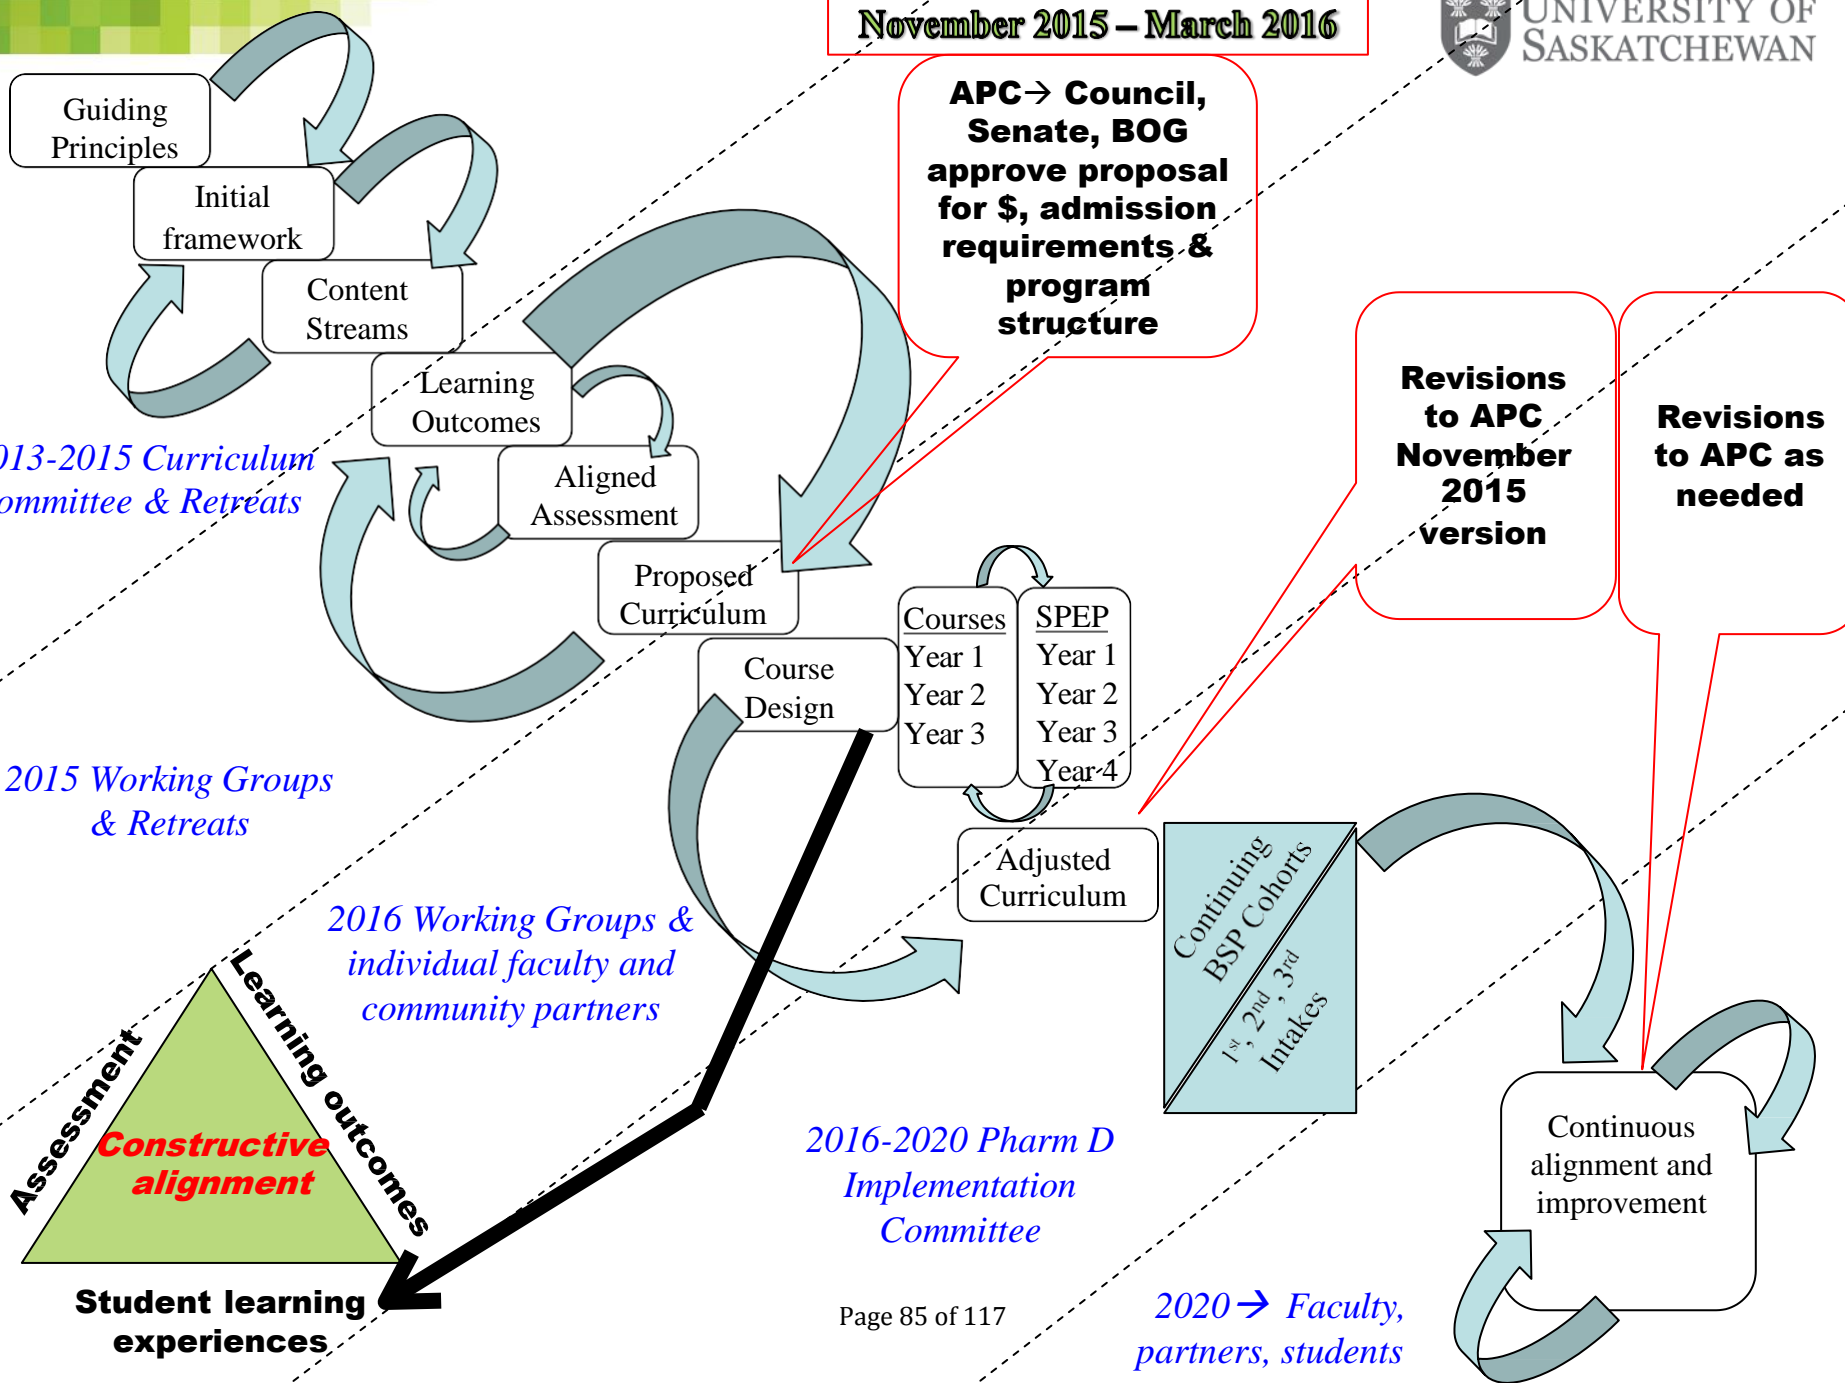 November 2015 – March 2016
UNIVERSITY OF
SASKATCHEWAN
Guiding
Principles
Initial
framework
Content
Streams
Learning
Outcomes
Aligned
Assessment
Proposed
Curriculum
Course
Design
Courses
Year 1
Year 2
Year 3
SPEP
Year 1
Year 2
Year 3
Year 4
Adjusted
Curriculum
APC→ Council,
Senate, BOG
approve proposal
for $, admission
requirements &
program
structure
Revisions
to APC
November
2015
version
Revisions
to APC as
needed
013-2015 Curriculum
ommittee & Retreats
2015 Working Groups
& Retreats
2016 Working Groups &
individual faculty and
community partners
2016-2020 Pharm D
Implementation
Committee
2020→ Faculty,
partners, students
Continuing
BSP Cohorts
1st, 2nd, 3rd
Intakes
Continuous
alignment and
improvement
Assessment
Learning outcomes
Constructive
alignment
Student learning
experiences
Page 85 of 117